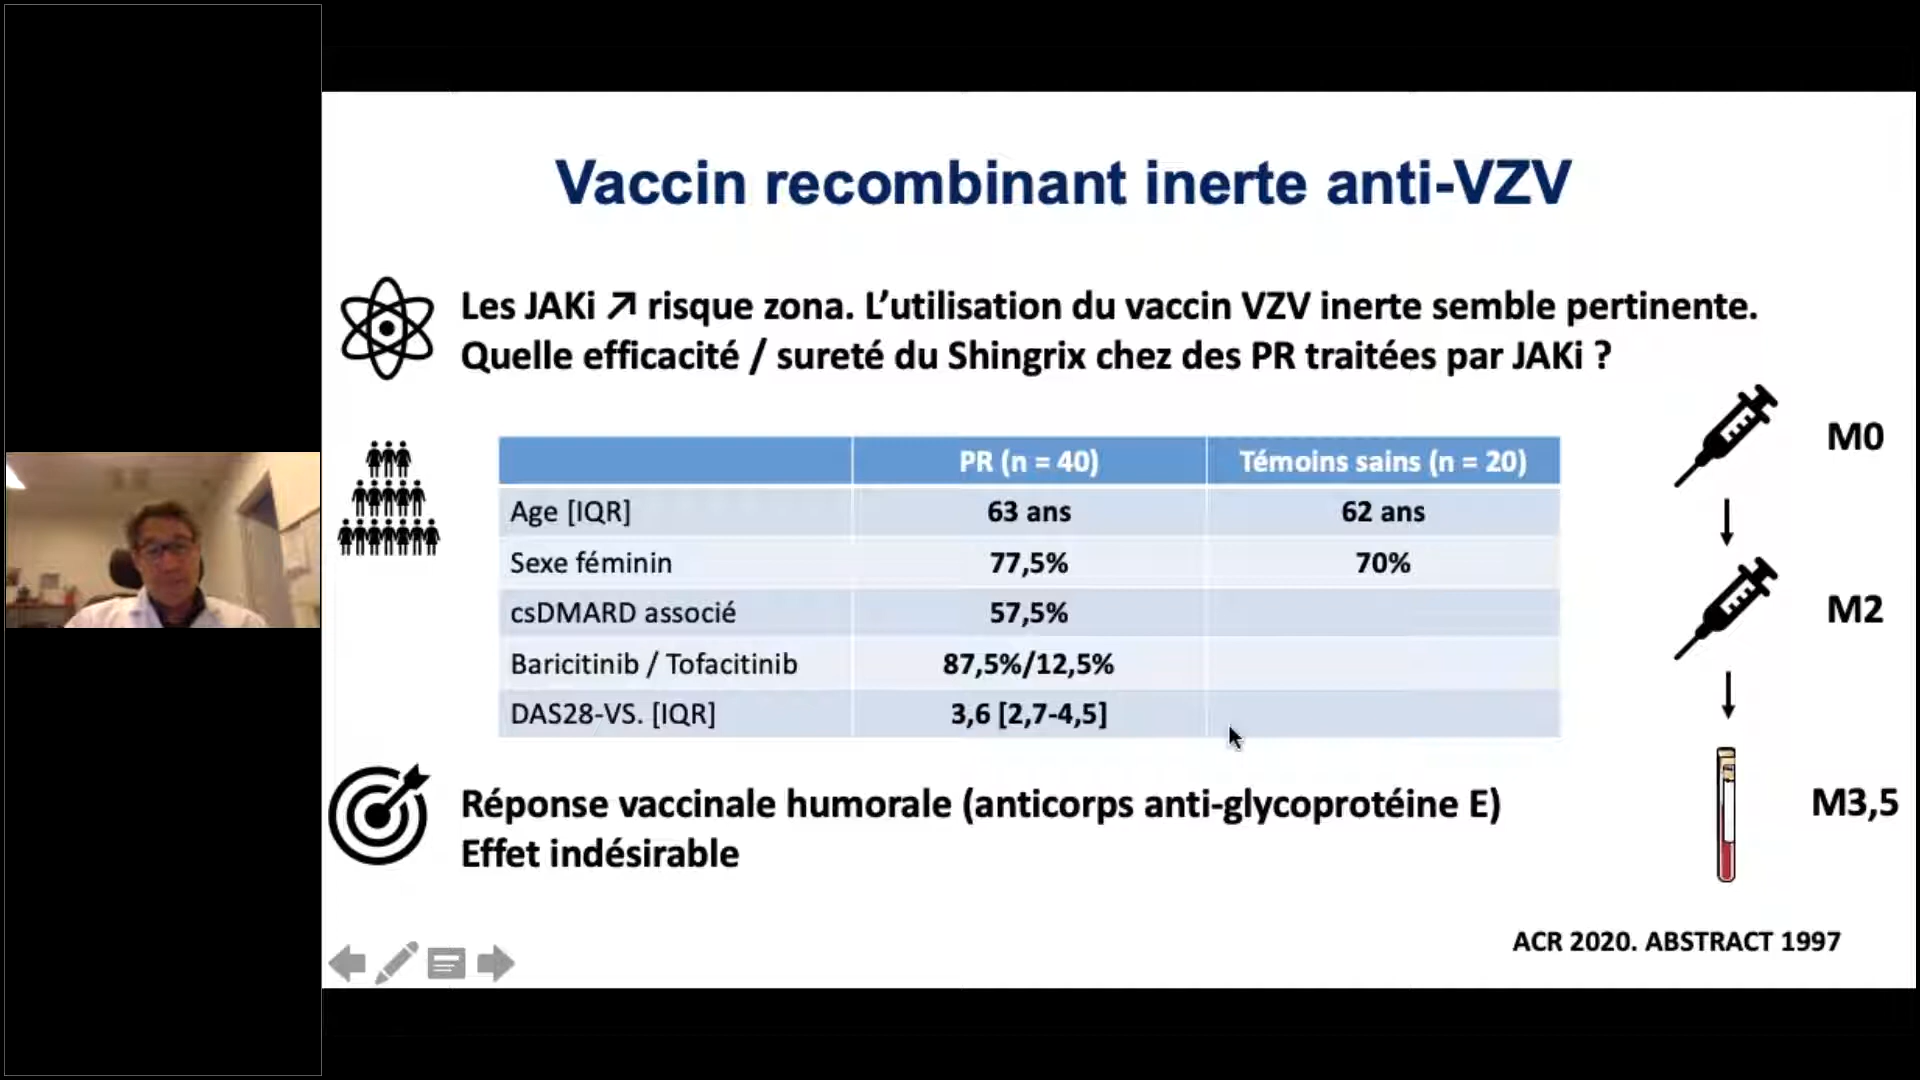 Vaccin recombinant inerte anti-VZV
Les JAKi ↗ risque zona. L’utilisation du vaccin VZV inerte semble pertinente.
Quelle efficacité / sureté du Shingrix chez des PR traitées par JAKi ?
PR (n = 40) Témoins sains (n = 20)
Age [IQR] 63 ans 62 ans
Sexe féminin 77,5% 70%
csDMARD associé 57,5%
Baricitinib / Tofacitinib 87,5%/12,5%
DAS28-VS. [IQR] 3,6 [2,7-4,5]
M0
M2
M3,5
Réponse vaccinale humorale (anticorps anti-glycoprotéine E)
Effet indésirable
ACR 2020. ABSTRACT 1997